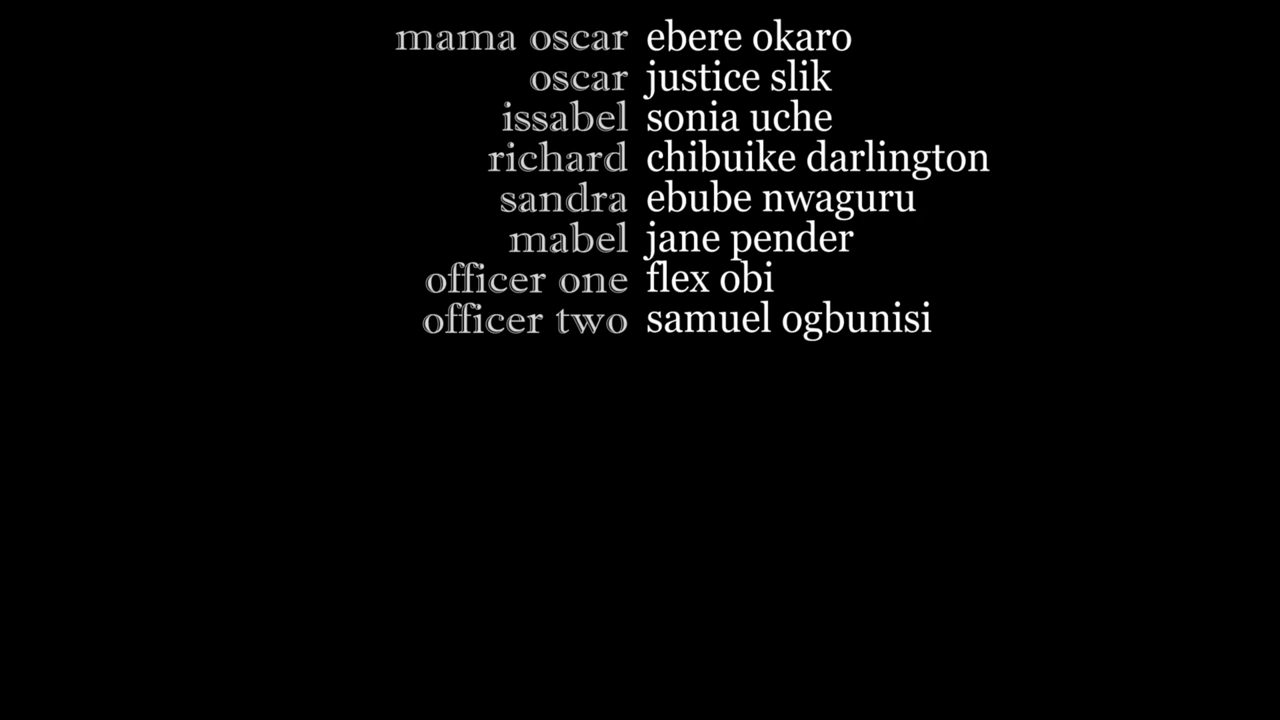 mama oscar ebere okaro
oscar justice slik
issabel sonia uche
richard chibuike darlington
sandra ebube nwaguru
mabel jane pender
officer one flex obi
officer two samuel ogbunisi